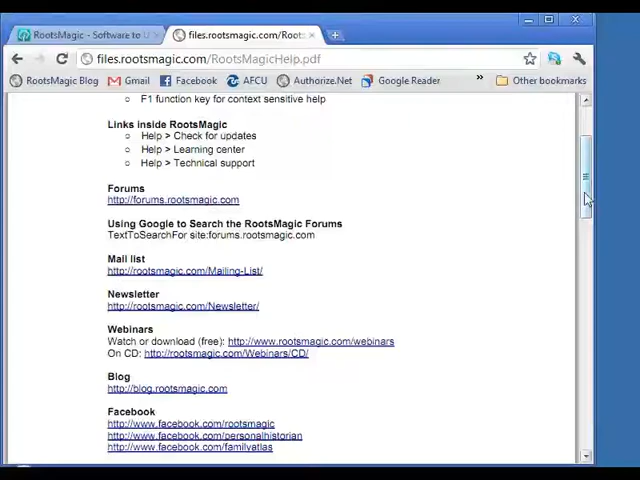 RootsMagic - Software to U
files.rootsmagic.com/Roots
files.rootsmagic.com/RootsMagicHelp.pdf
RootsMagic Blog
Gmail
Facebook
AFCU
Authorize.Net
Google Reader
»
Other bookmarks
○ F1 function key for context sensitive help
Links inside RootsMagic
○ Help > Check for updates
○ Help > Learning center
○ Help > Technical support
Forums
http://forums.rootsmagic.com
Using Google to Search the RootsMagic Forums
TextToSearchFor site:forums.rootsmagic.com
Mail list
http://rootsmagic.com/Mailing-List/
Newsletter
http://rootsmagic.com/Newsletter/
Webinars
Watch or download (free): http://www.rootsmagic.com/webinars
On CD: http://rootsmagic.com/Webinars/CD/
Blog
http://blog.rootsmagic.com
Facebook
http://www.facebook.com/rootsmagic
http://www.facebook.com/personalhistorian
http://www.facebook.com/familyatlas